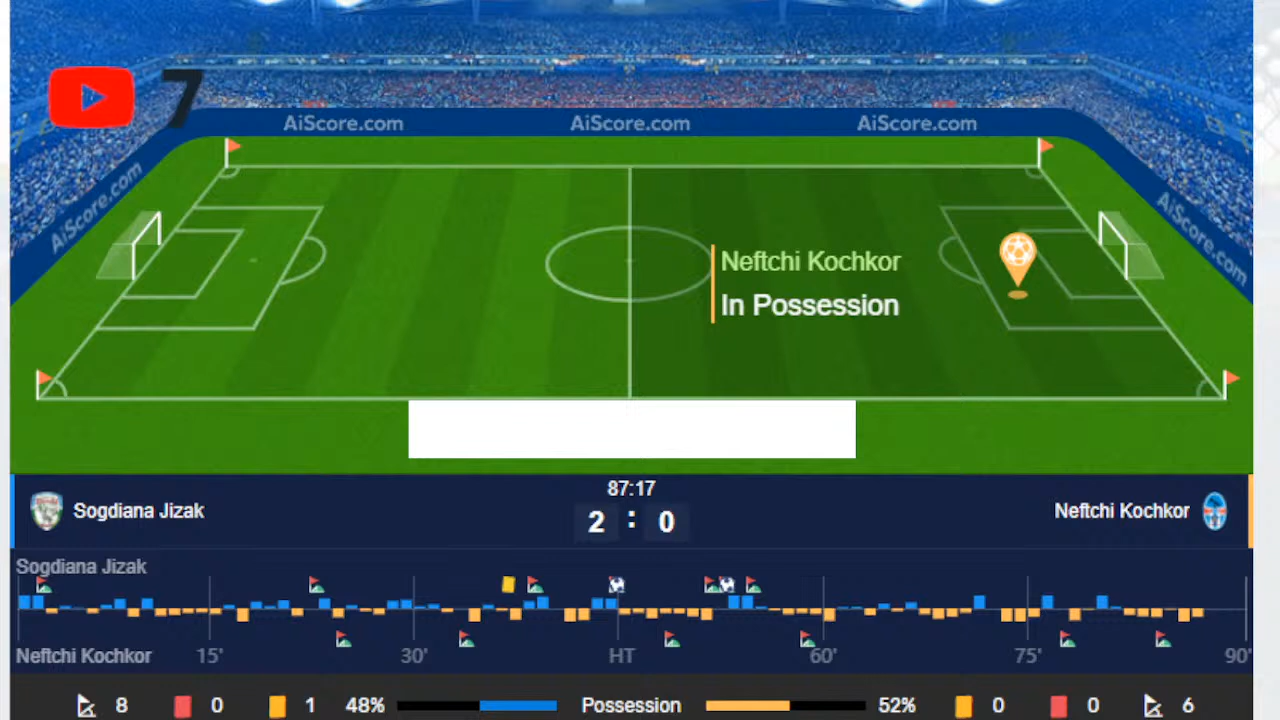 7
AiScore.com AiScore.com AiScore.com
AiScore.com
AiScore.com
Neftchi Kochkor
In Possession
87:17
Sogdiana Jizak
2 : 0
Neftchi Kochkor
Sogdiana Jizak
Neftchi Kochkor 15' 30' HT 60' 75' 90'
8 0 1 48% Possession 52% 0 0 6